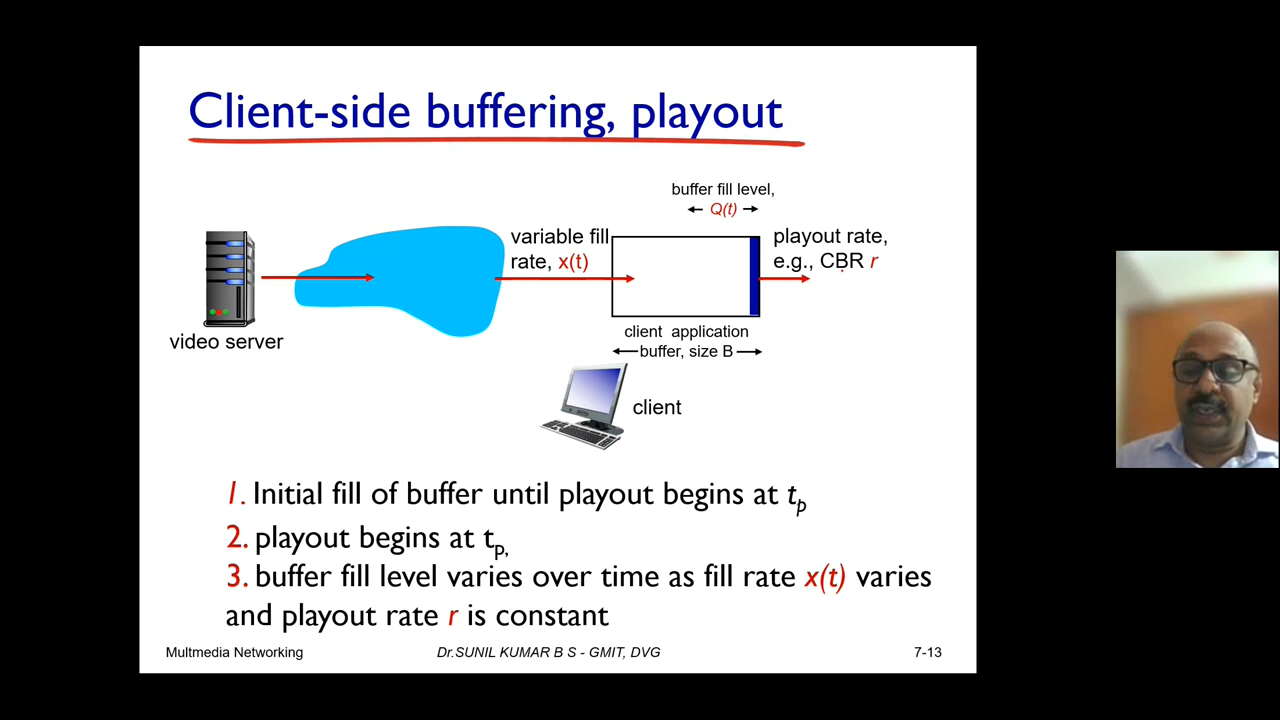 Client-side buffering, playout
buffer fill level,
Q(t)
variable fill
rate, x(t)
playout rate,
e.g., CBR r
client application
buffer, size B
video server
client
1. Initial fill of buffer until playout begins at tp
2. playout begins at tp,
3. buffer fill level varies over time as fill rate x(t) varies
and playout rate r is constant
Multmedia Networking
Dr.SUNIL KUMAR B S - GMIT, DVG
7-13